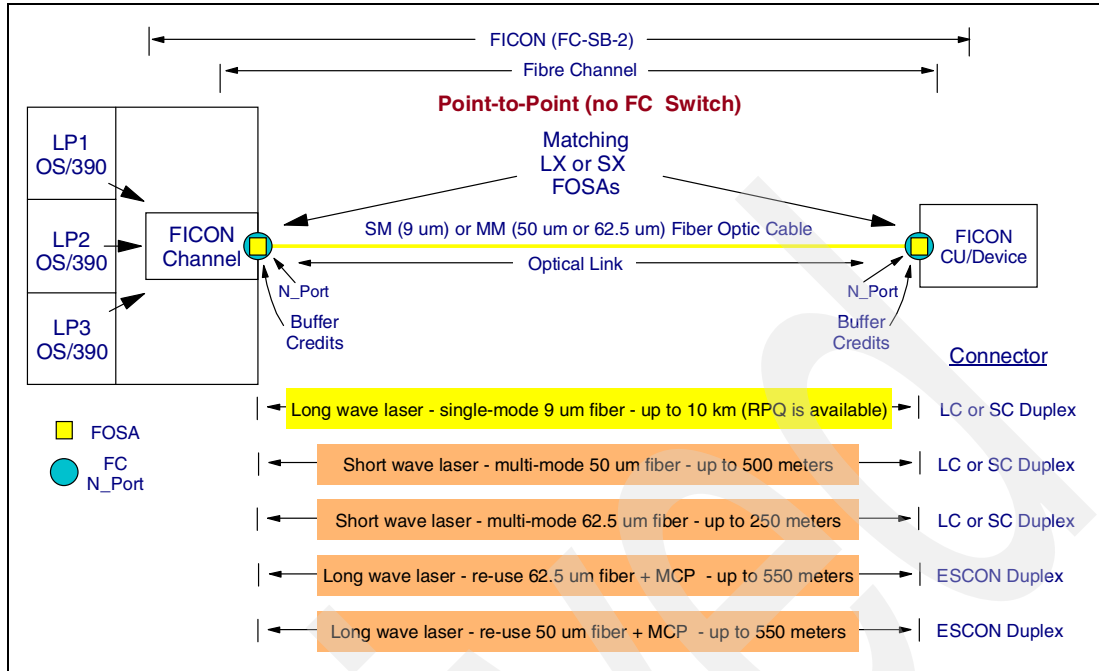 FICON (FC-SB-2)
Fibre Channel
Point-to-Point (no FC Switch)
LP1
OS/390
LP2
OS/390
LP3
OS/390
FICON
Channel
Matching
LX or SX
FOSAs
SM (9 um) or MM (50 um or 62.5 um) Fiber Optic Cable
Optical Link
FICON
CU/Device
N_Port
Buffer
Credits
N_Port
Buffer
Credits
Connector
Long wave laser - single-mode 9 um fiber - up to 10 km (RPQ is available)
LC or SC Duplex
FOSA
FC
N_Port
Short wave laser - multi-mode 50 um fiber - up to 500 meters
LC or SC Duplex
Short wave laser - multi-mode 62.5 um fiber - up to 250 meters
LC or SC Duplex
Long wave laser - re-use 62.5 um fiber + MCP - up to 550 meters
ESCON Duplex
Long wave laser - re-use 50 um fiber + MCP - up to 550 meters
ESCON Duplex